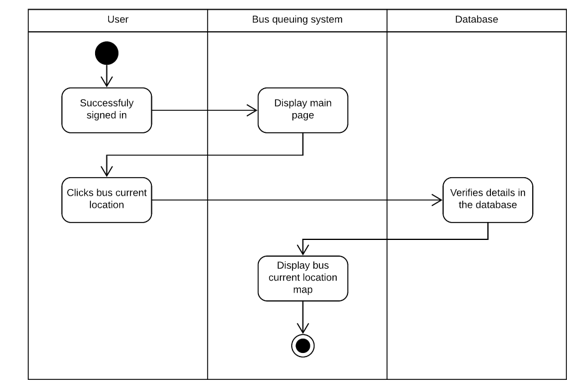 User
Bus queuing system
Database
Successfuly
signed in
Display main
page
Clicks bus current
location
Verifies details in
the database
Display bus
current location
map